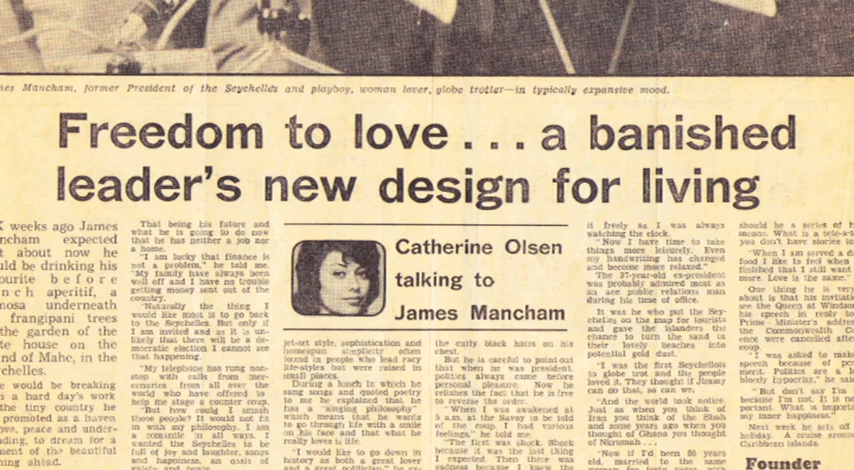 mes Mancham, former President of the Seychelles and playboy, woman lover, globe trotter—in typically expansive mood.
Freedom to love . . . a banished
leader's new design for living
X weeks ago James
ncham expected
t about now he
uld be drinking his
ourite before
nch aperitif, a
mosa underneath
frangipani trees
the garden of the
te house on the
nd of Mahe, in the
chelles.
e would be breaking
m a hard day's work
the tiny country he
promoted as a haven
ove, peace and under-
nding, to dream for a
ment of the beautiful
ning ahead.
That being his future and
what he is going to do now
that he has neither a job nor
a home.
"I am lucky that finance is
not a problem," he told me.
"My family have always been
well off and I have no trouble
getting money sent out of the
country.
"Naturally the thing I
would like most is to go back
to the Seychelles. But only if
I am invited and as it is un-
likely that there will be a de-
mocratic election I cannot see
that happening.
"My telephone has rung non-
stop with calls from mer-
cenaries from all over the
world who have offered to
help me stage a counter coup.
"But how could I smish
those people? It would not fit
in with my philosophy. I am
a romantic in all ways. I
wanted the Seychelles to be
full of joy and laughter, songs
and happiness, an oasis of
Catherine Olsen
talking to
James Mancham
jet-set style, sophistication and
homespun simplicity often
found in people who lead racy
life-styles but were raised in
small places.
During a lunch in which he
sang songs and quoted poetry
to me he explained that he
has a "singing philosophy"
which means that he wants
to go through life with a smile
on his face and that what he
really loves is life.
"I would like to go down in
history as both a great lover
the curly black hairs on his
chest.
But he is careful to point out
that when he was president,
politics always came before
personal pleasure. Now he
relishes the fact that he is free
to reverse the order.
"When I was awakened at
5 a.m. at the Savoy to be told
of the coup, I had various
feelings," he told me.
"The first was shock. Shock
because it was the last thing
I expected. Then there was
sadness because I knew the
it freely as I was always
watching the clock.
"Now I have time to take
things more leisurely. Even
my handwriting has changed
and become more relaxed."
The 37-year-old ex-president
was probably admired most as
an ace public relations man
during his time of office.
It was he who put the Sey-
chelles on the map for tourists
and gave the islanders the
chance to turn the sand in
their lovely beaches into
potential gold dust.
"I was the first Seychellois
to globe trot and the people
loved it. They thought if Jimmy
can do that, so can we.
"And the world took notice.
Just as when you think of
Iran you think of the Shah
and some years ago when you
thought of Ghana you thought
of Nkrumah . . .
"Now if I'd been 60 years
old, married to the same
should be a series of h
means. What is a tete-a-t
you don't have stories to
"When I am served a di
food I like to feel when
finished that I still want
more. Love is the same."
One thing he is very
about is that his invitati
see the Queen at Windso
his speech in reply to
Prime Minister's address
the Commonwealth Co
ence were cancelled afte
coup.
"I was asked to make
speech because of po
merit. Politics are a l
bloody hypocrisy," he said
"But don't say I'm
because I'm not. It is no
portant. What is importa
my inner happiness."
Next week he sets off
holiday. A cruise aroun
Caribbean islands.
Founder